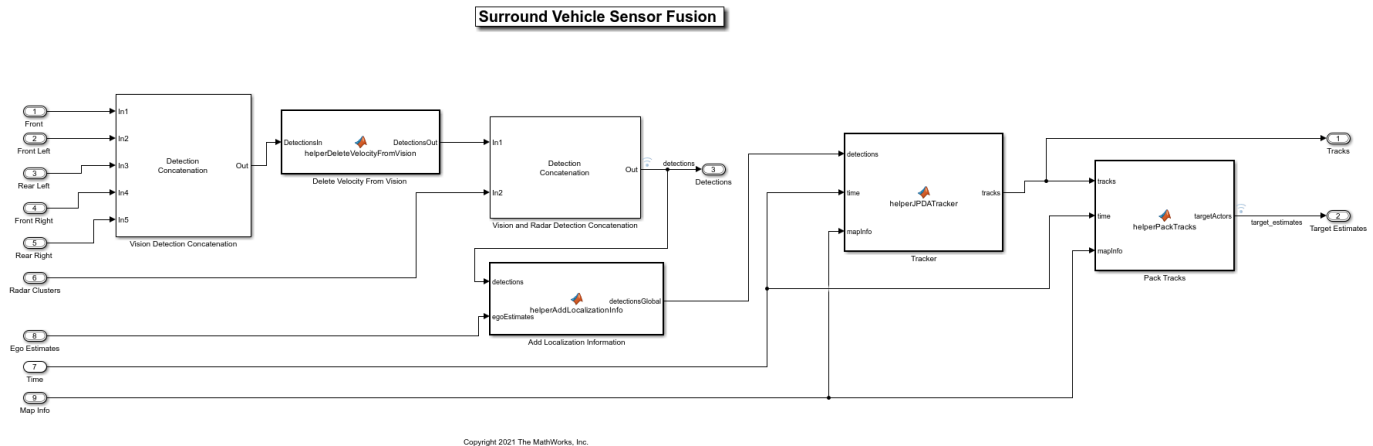 Surround Vehicle Sensor Fusion
1
Front
2
Front Left
3
Rear Left
4
Front Right
5
Rear Right
6
Radar Clusters
8
Ego Estimates
7
Time
9
Map Info
In1
In2
In3
In4
In5
Detection
Concatenation
Out
Vision Detection Concatenation
DetectionsIn
DetectionsOut
helperDeleteVelocityFromVision
Delete Velocity From Vision
In1
In2
Detection
Concatenation
Out
Vision and Radar Detection Concatenation
detections
3
Detections
detections
egoEstimates
helperAddLocalizationInfo
detectionsGlobal
Add Localization Information
detections
time
mapInfo
helperJPDATracker
tracks
Tracker
tracks
time
mapInfo
helperPackTracks
targetActors
Pack Tracks
1
Tracks
target_estimates
2
Target Estimates
Copyright 2021 The MathWorks, Inc.